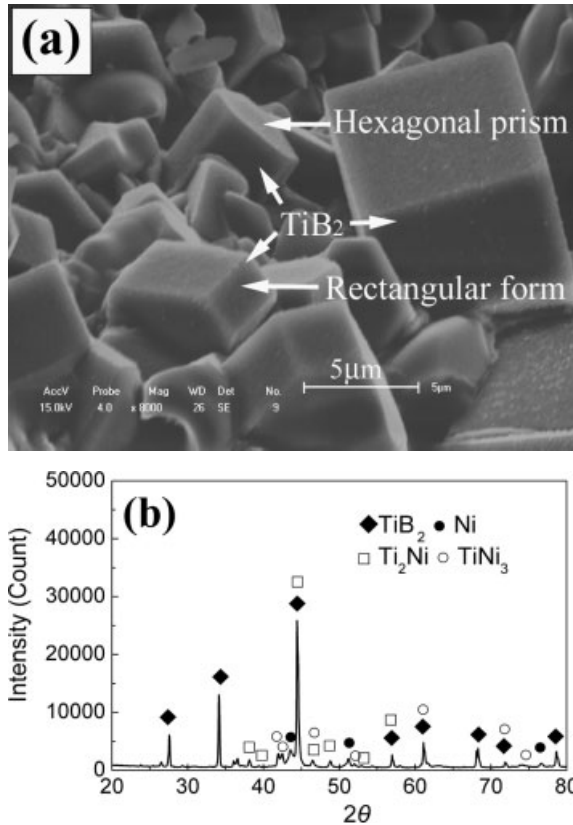 (a)
Hexagonal prism
TiB₂
Rectangular form
5μm
AccV Probe Mag WD Det No. 5μm
15.0kV 4.0 x 8000 26 SE 9
(b)
50000
40000
30000
20000
10000
0
Intensity (Count)
◆TiB₂ ●Ni
□Ti₂Ni ○TiNi₃
20 30 40 50 60 70 80
2θ